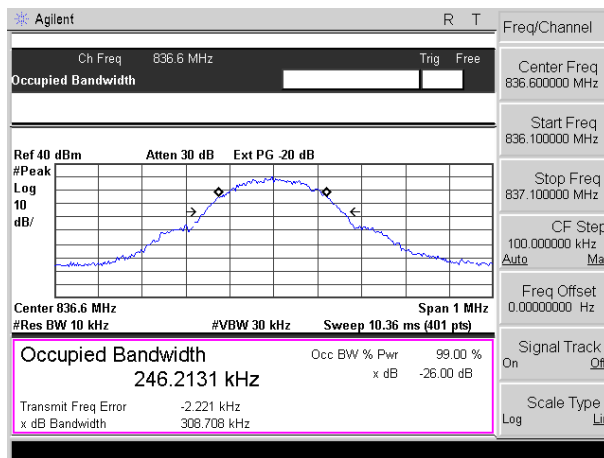 Agilent R T
Ch Freq 836.6 MHz Trig Free
Occupied Bandwidth
Ref 40 dBm Atten 30 dB Ext PG -20 dB
#Peak
Log
10
dB/
Center 836.6 MHz Span 1 MHz
#Res BW 10 kHz #VBW 30 kHz Sweep 10.36 ms (401 pts)
Occupied Bandwidth Occ BW % Pwr 99.00 %
246.2131 kHz x dB -26.00 dB
Transmit Freq Error -2.221 kHz
x dB Bandwidth 308.708 kHz
Freq/Channel
Center Freq
836.600000 MHz
Start Freq
836.100000 MHz
Stop Freq
837.100000 MHz
CF Step
100.000000 kHz
Auto Ma
Freq Offset
0.00000000 Hz
Signal Track
On Off
Scale Type
Log Li